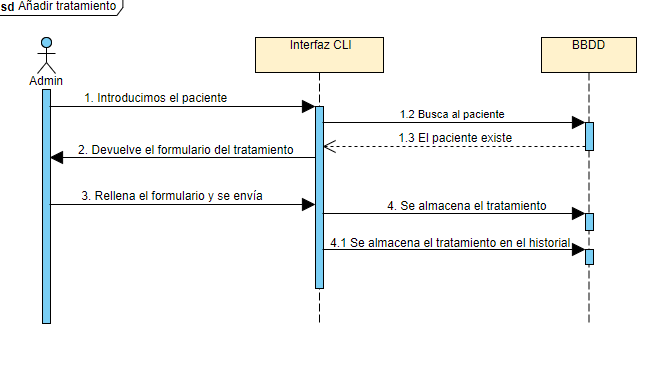 sd Añadir tratamiento
Interfaz CLI
BBDD
Admin
1. Introducimos el paciente
1.2 Busca al paciente
1.3 El paciente existe
2. Devuelve el formulario del tratamiento
3. Rellena el formulario y se envía
4. Se almacena el tratamiento
4.1 Se almacena el tratamiento en el historial